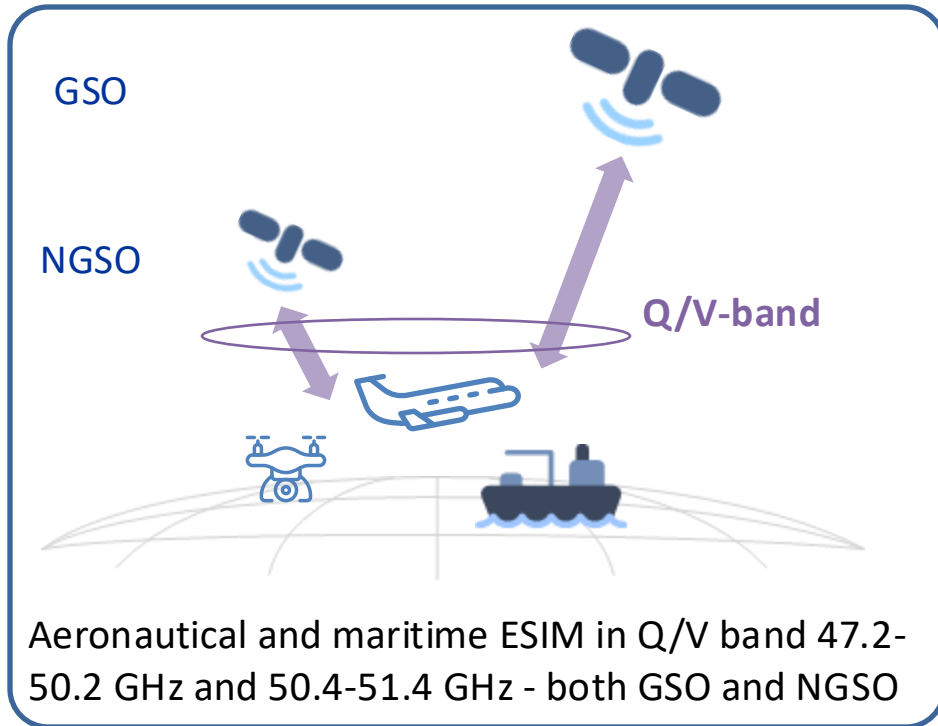 GSO
NGSO
Q/V-band
Aeronautical and maritime ESIM in Q/V band 47.2-
50.2 GHz and 50.4-51.4 GHz - both GSO and NGSO